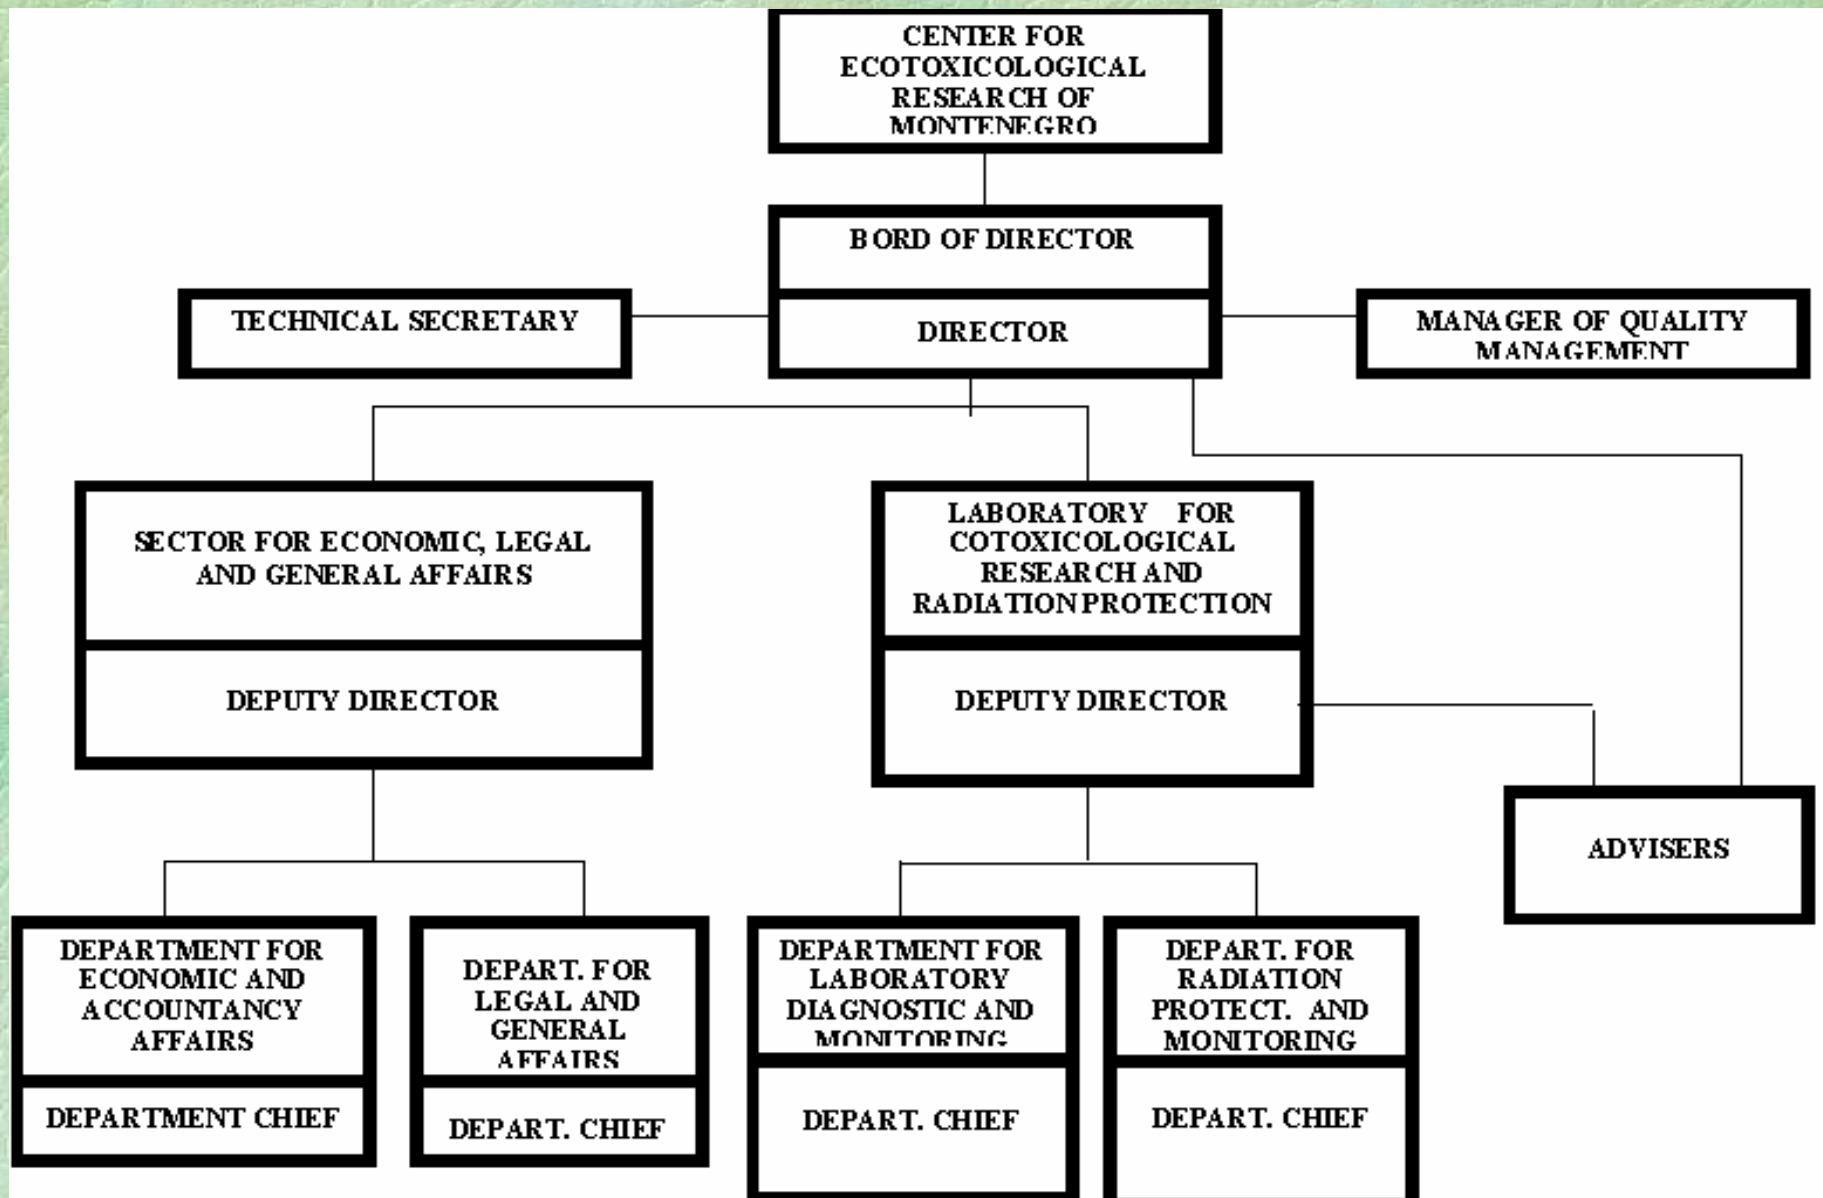 CENTER FOR
ECOTOXICOLOGICAL
RESEARCH OF
MONTENEGRO
BORD OF DIRECTOR
TECHNICAL SECRETARY
DIRECTOR
MANAGER OF QUALITY
MANAGEMENT
SECTOR FOR ECONOMIC, LEGAL
AND GENERAL AFFAIRS
DEPUTY DIRECTOR
LABORATORY FOR
COTOXICOLOGICAL
RESEARCH AND
RADIATION PROTECTION
DEPUTY DIRECTOR
ADVISERS
DEPARTMENT FOR
ECONOMIC AND
ACCOUNTANCY
AFFAIRS
DEPARTMENT CHIEF
DEPART. FOR
LEGAL AND
GENERAL
AFFAIRS
DEPART. CHIEF
DEPARTMENT FOR
LABORATORY
DIAGNOSTIC AND
MONITORING
DEPART. CHIEF
DEPART. FOR
RADIATION
PROTECT. AND
MONITORING
DEPART. CHIEF